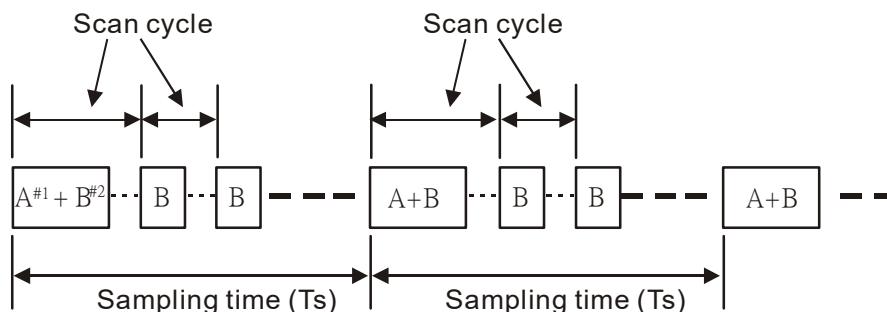 Scan cycle Scan cycle
A#1 + B#2 B B A+B B B A+B
Sampling time (Ts) Sampling time (Ts)